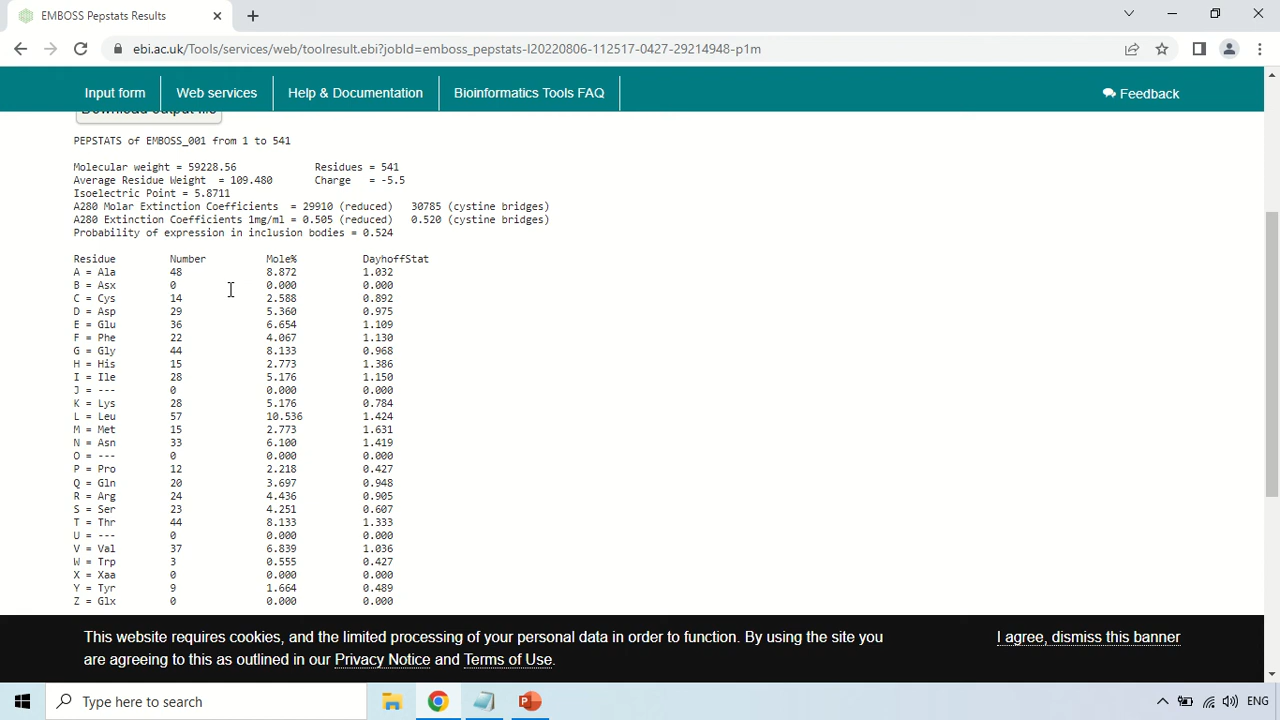 EMBOSS Pepstats Results
ebi.ac.uk/Tools/services/web/toolresult.ebi?jobId=emboss_pepstats-I20220806-112517-0427-29214948-p1m
Input form Web services Help & Documentation Bioinformatics Tools FAQ Feedback
Download output file
PEPSTATS of EMBOSS_001 from 1 to 541
Molecular weight = 59228.56 Residues = 541
Average Residue Weight = 109.480 Charge = -5.5
Isoelectric Point = 5.8711
A280 Molar Extinction Coefficients = 29910 (reduced) 30785 (cystine bridges)
A280 Extinction Coefficients 1mg/ml = 0.505 (reduced) 0.520 (cystine bridges)
Probability of expression in inclusion bodies = 0.524
Residue Number Mole% DayhoffStat
A = Ala 48 8.872 1.032
B = Asx 0 0.000 0.000
C = Cys 14 2.588 0.892
D = Asp 29 5.360 0.975
E = Glu 36 6.654 1.109
F = Phe 22 4.067 1.130
G = Gly 44 8.133 0.968
H = His 15 2.773 1.386
I = Ile 28 5.176 1.150
J = --- 0 0.000 0.000
K = Lys 28 5.176 0.784
L = Leu 57 10.536 1.424
M = Met 15 2.773 1.631
N = Asn 33 6.100 1.419
O = --- 0 0.000 0.000
P = Pro 12 2.218 0.427
Q = Gln 20 3.697 0.948
R = Arg 24 4.436 0.905
S = Ser 23 4.251 0.607
T = Thr 44 8.133 1.333
U = --- 0 0.000 0.000
V = Val 37 6.839 1.036
W = Trp 3 0.555 0.427
X = Xaa 0 0.000 0.000
Y = Tyr 9 1.664 0.489
Z = Glx 0 0.000 0.000
This website requires cookies, and the limited processing of your personal data in order to function. By using the site you
are agreeing to this as outlined in our Privacy Notice and Terms of Use.
I agree, dismiss this banner
Type here to search
ENG